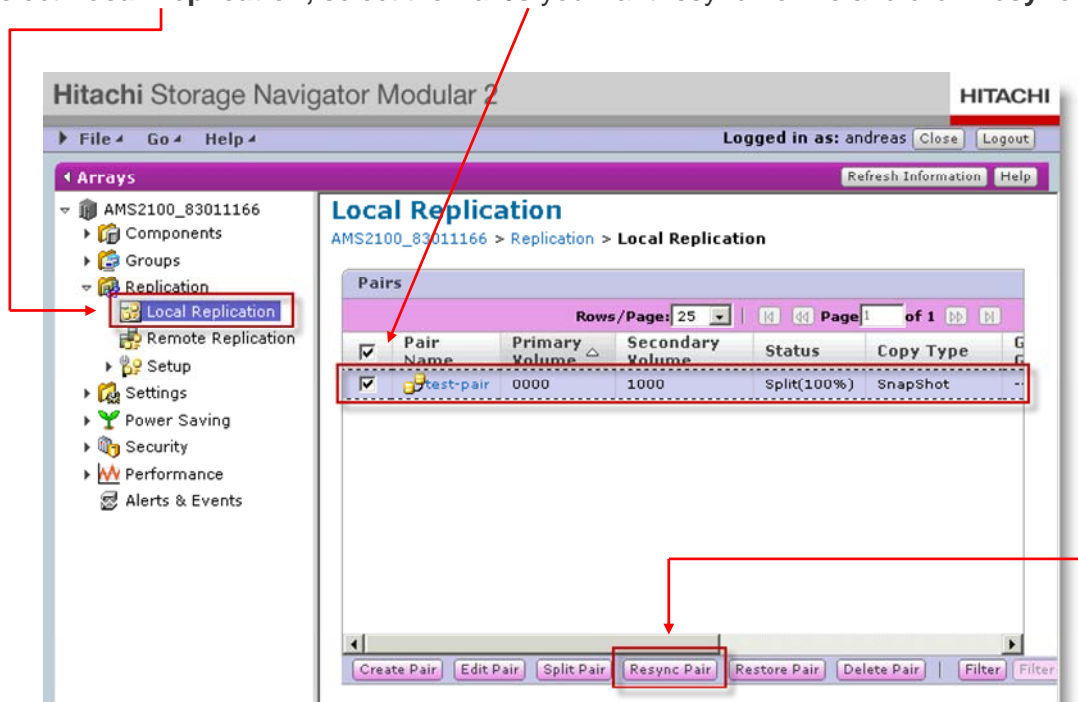 Hitachi Storage Navigator Modular 2
HITACHI
File Go Help
Logged in as: andreas Close Logout
Arrays
Refresh Information Help
AMS2100_83011166
Components
Groups
Replication
Local Replication
Remote Replication
Setup
Settings
Power Saving
Security
Performance
Alerts & Events
Local Replication
AMS2100_83011166 > Replication > Local Replication
Pairs
Rows/Page: 25 Page 1 of 1
Pair Name Primary Volume Secondary Volume Status Copy Type
test-pair 0000 1000 Split(100%) SnapShot --
Create Pair Edit Pair Split Pair Resync Pair Restore Pair Delete Pair | Filter Filter